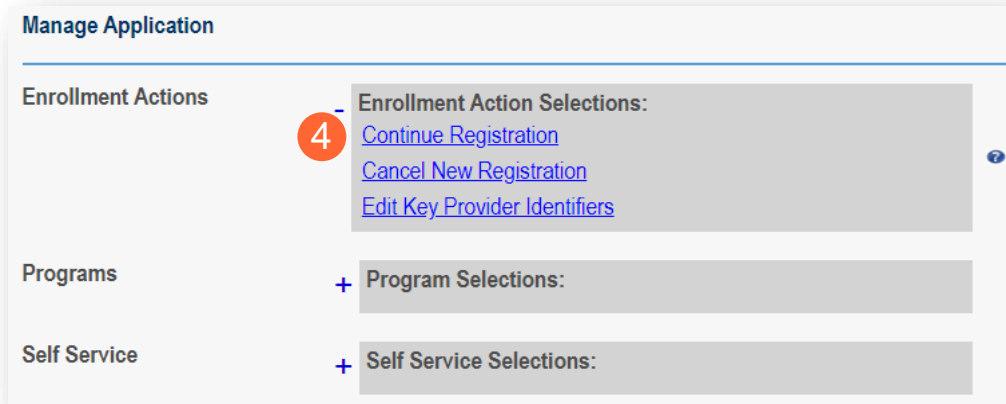 Manage Application
Enrollment Actions
- Enrollment Action Selections:
4 Continue Registration
Cancel New Registration
Edit Key Provider Identifiers
?
Programs
+ Program Selections:
Self Service
+ Self Service Selections: